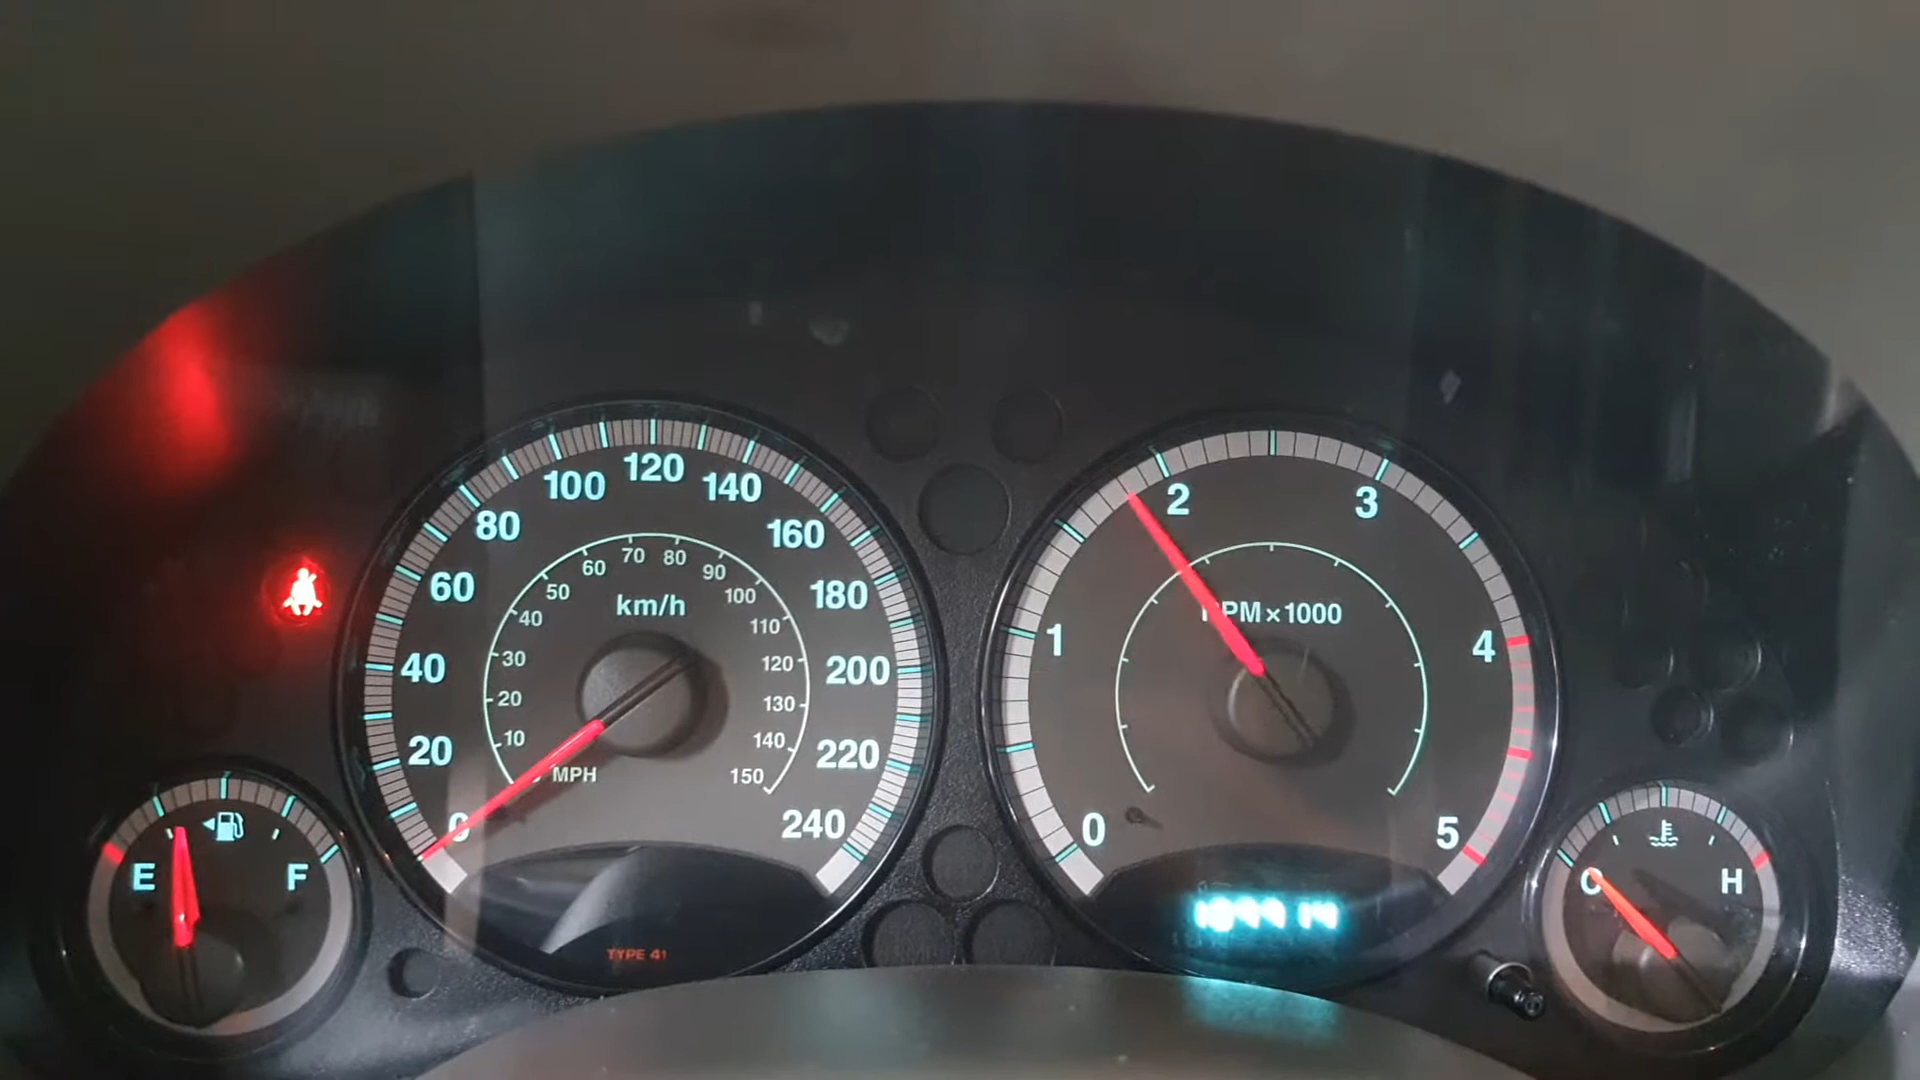 0 20 40 60 80 100 120 140 160 180 200 220 240
km/h
10 20 30 40 50 60 70 80 90 100 110 120 130 140 150
MPH
TYPE 41
0 1 2 3 4 5
RPM x 1000
E F
C H